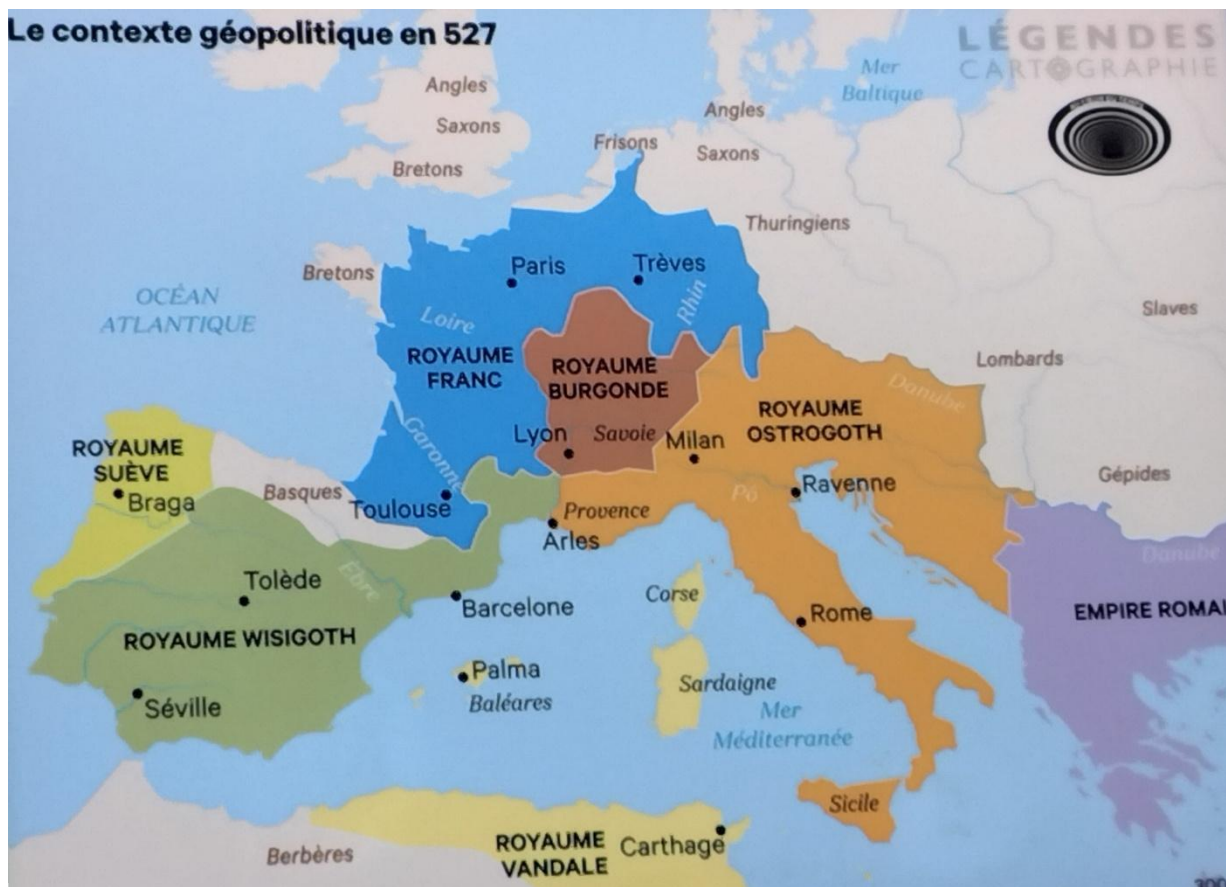 Le contexte géopolitique en 527
LÉGENDES
CARTOGRAPHIE
Mer
Baltique
Angles
Saxons
Bretons
Frisons
Angles
Saxons
Thuringiens
Bretons
Paris
Trèves
Rhin
OCÉAN
ATLANTIQUE
Loire
Slaves
Lombards
ROYAUME
FRANC
ROYAUME
BURGONDE
Danube
ROYAUME
OSTROGOTH
Lyon
Savoie
Milan
Garonne
ROYAUME
SUÈVE
Braga
Basques
Toulouse
Gépides
Pô
Ravenne
Provence
Arles
Danube
Èbre
Tolède
Barcelone
Corse
Rome
EMPIRE ROMAI
ROYAUME WISIGOTH
Palma
Baléares
Sardaigne
Séville
Mer
Méditerranée
Sicile
Berbères
ROYAUME
VANDALE
Carthage